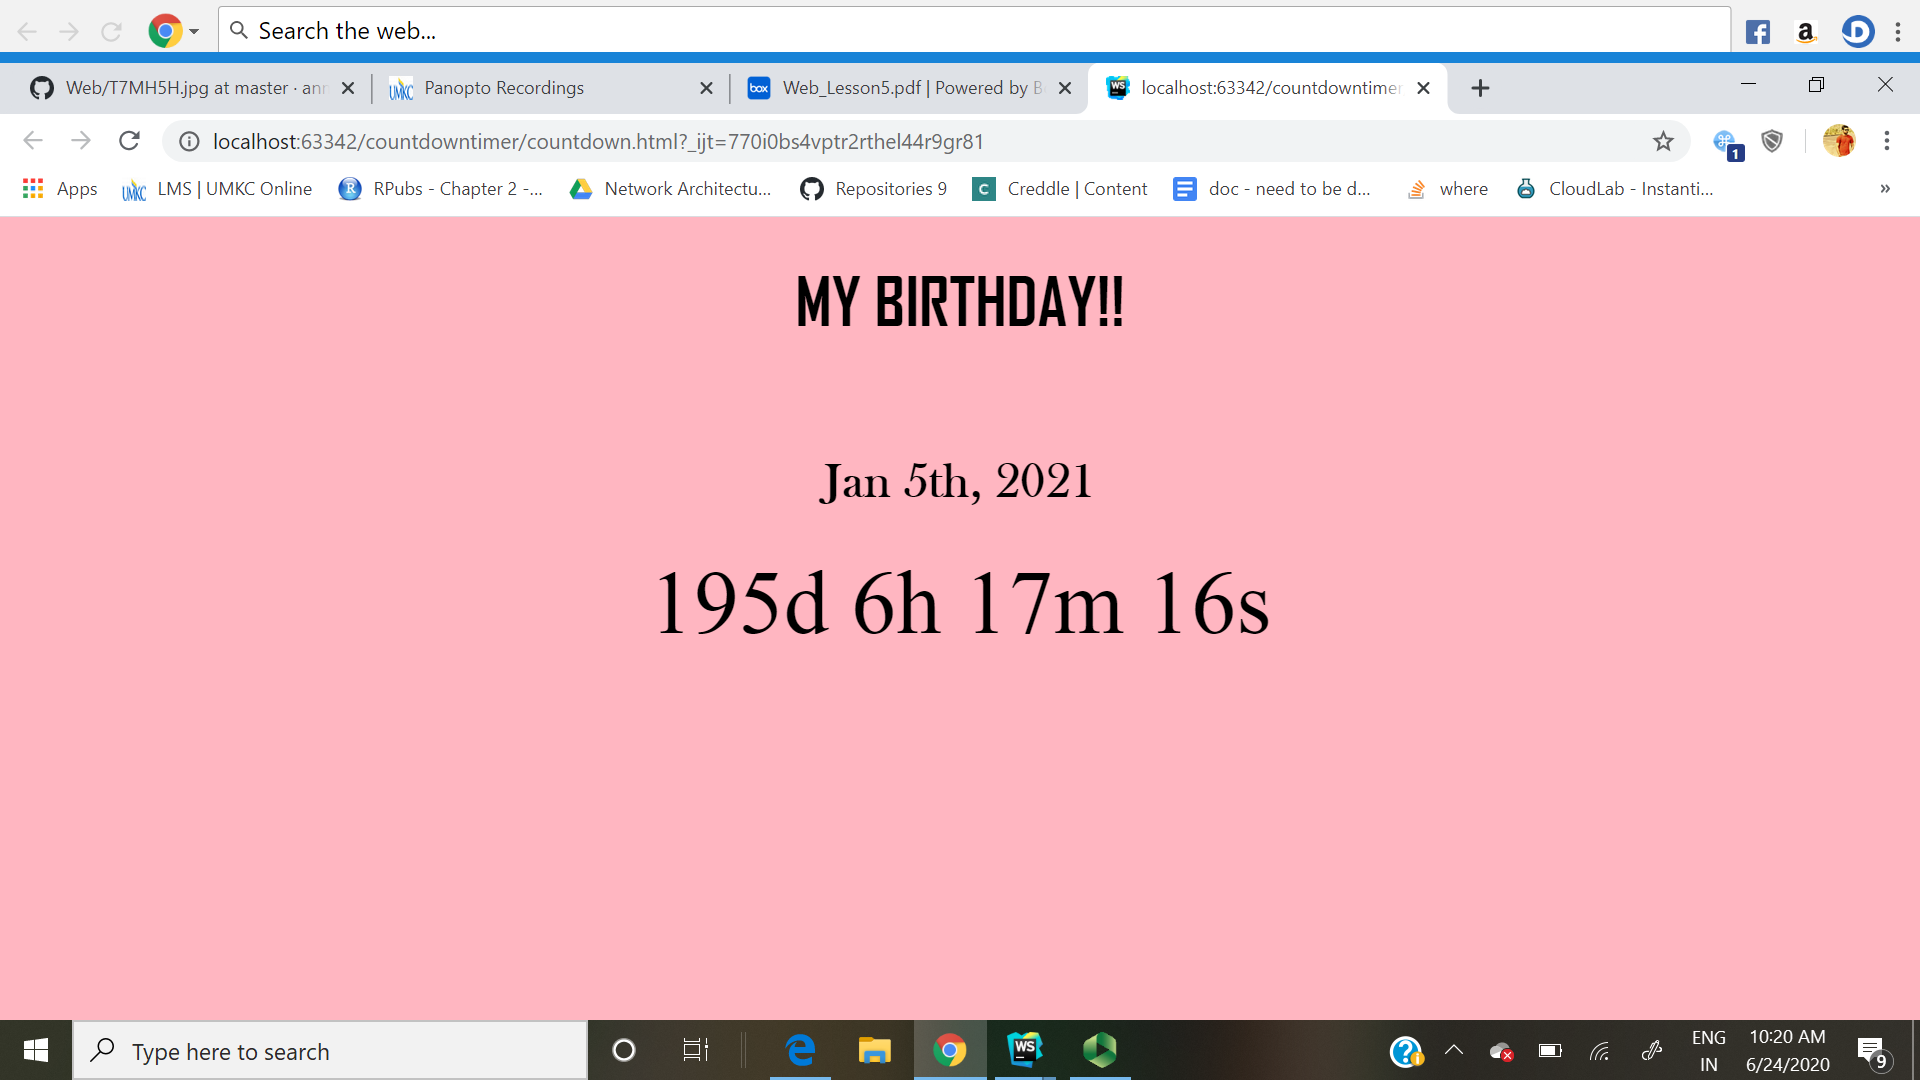 Search the web...
Web/T7MH5H.jpg at master · ann
Panopto Recordings
Web_Lesson5.pdf | Powered by B
localhost:63342/countdowntimer
localhost:63342/countdowntimer/countdown.html?_ijt=770i0bs4vptr2rthel44r9gr81
1
Apps
LMS | UMKC Online
RPubs - Chapter 2 -...
Network Architectu...
Repositories 9
Creddle | Content
doc - need to be d...
where
CloudLab - Instanti...
»
MY BIRTHDAY!!
Jan 5th, 2021
195d 6h 17m 16s
Type here to search
ENG
IN
10:20 AM
6/24/2020
9